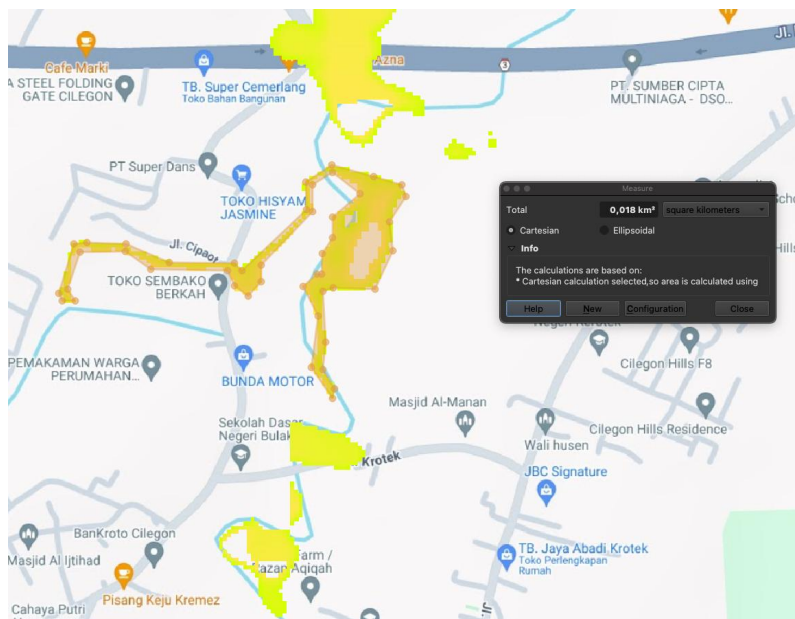 Cafe Marki
A STEEL FOLDING
GATE CILEGON
TB. Super Cemerlang
Toko Bahan Bangunan
Azna
3
PT. SUMBER CIPTA
MULTINIAGA - DSO...
PT Super Dans
TOKO HISYAM
JASMINE
Jl. Cipaot
TOKO SEMBAKO
BERKAH
Measure
Total
0,018 km²
square kilometers
Cartesian
Ellipsoidal
Info
The calculations are based on:
* Cartesian calculation selected,so area is calculated using
Help
New
Configuration
Close
Hills
PEMAKAMAN WARGA
PERUMAHAN...
BUNDA MOTOR
Negeri Kerotek
Cilegon Hills F8
Masjid Al-Manan
Sekolah Dasar
Negeri Bulak
Krotek
Wali husen
Cilegon Hills Residence
JBC Signature
BanKroto Cilegon
Masjid Al Ijtihad
Farm /
Razan Aqiqah
TB. Jaya Abadi Krotek
Toko Perlengkapan
Rumah
Pisang Keju Kremez
Cahaya Putri
Jl.